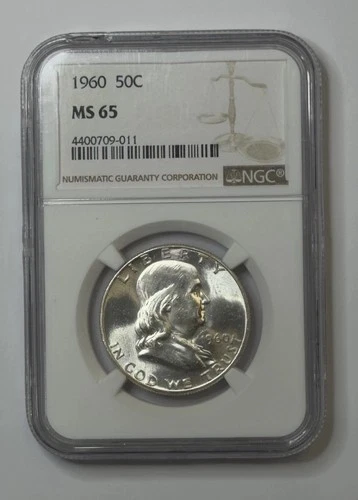 1960 50C
MS 65
4400709-011
NUMISMATIC GUARANTY CORPORATION
NGC®
LIBERTY
1960
IN GOD WE TRUST